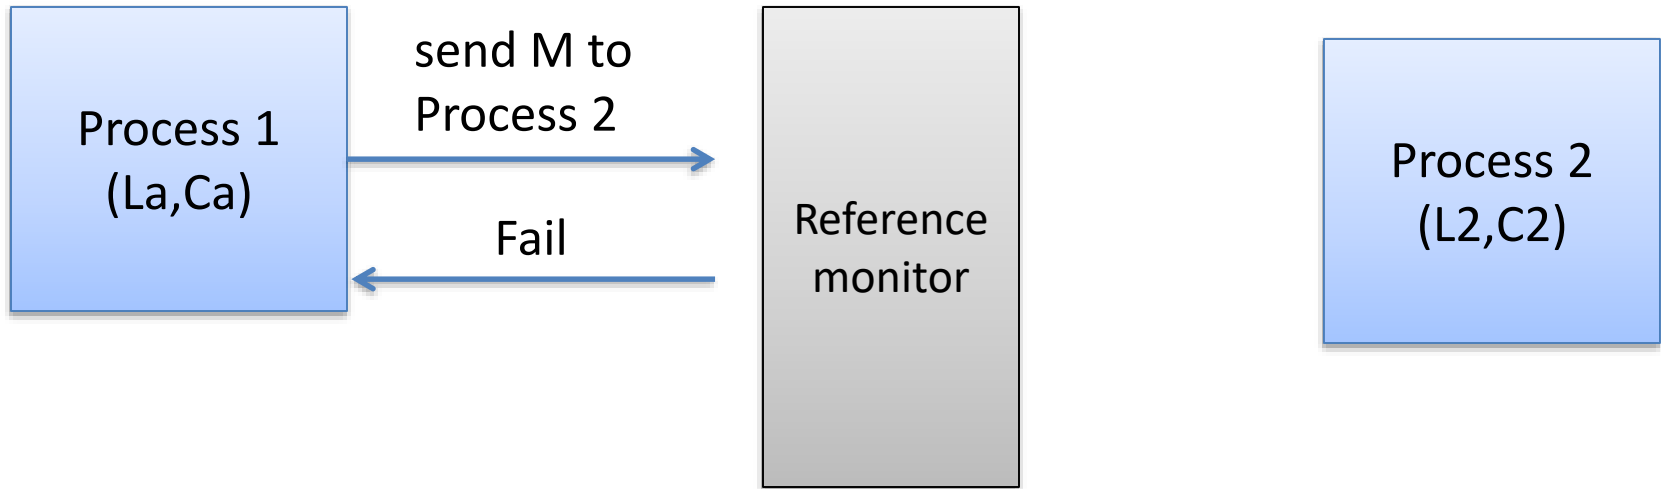 Process 1
(La,Ca)
send M to
Process 2
Fail
Reference
monitor
Process 2
(L2,C2)